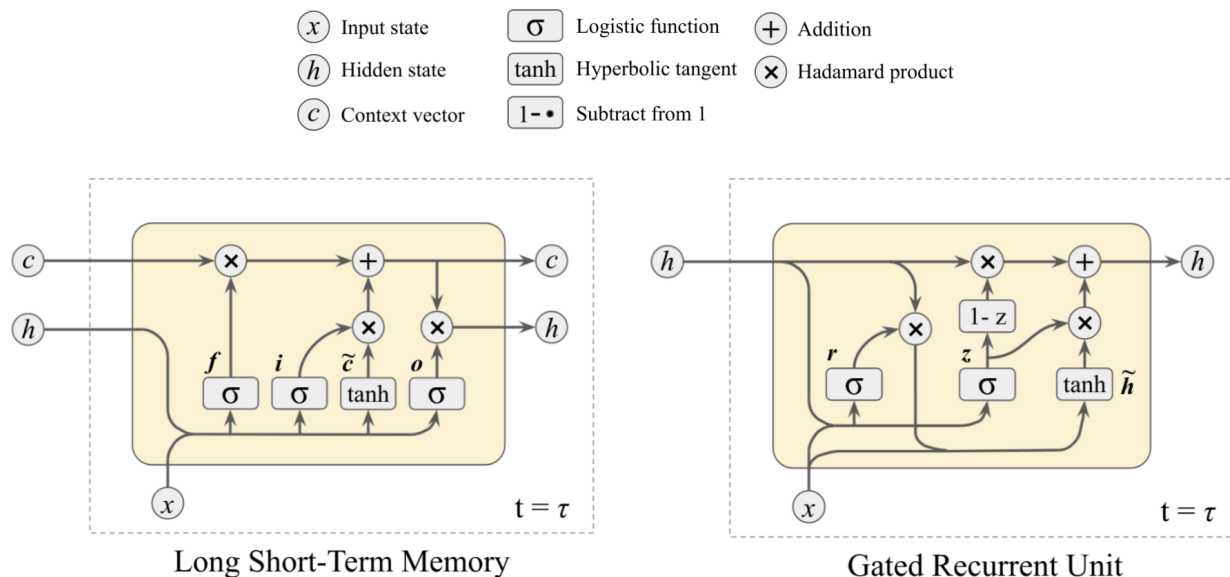 x Input state
σ Logistic function
+ Addition
h Hidden state
tanh Hyperbolic tangent
× Hadamard product
c Context vector
1-• Subtract from 1
c
×
+
c
h
×
×
h
f
i
c̃
o
σ
σ
tanh
σ
x
t = τ
Long Short-Term Memory
h
×
+
h
1- z
×
×
r
z
σ
σ
tanh
h̃
x
t = τ
Gated Recurrent Unit